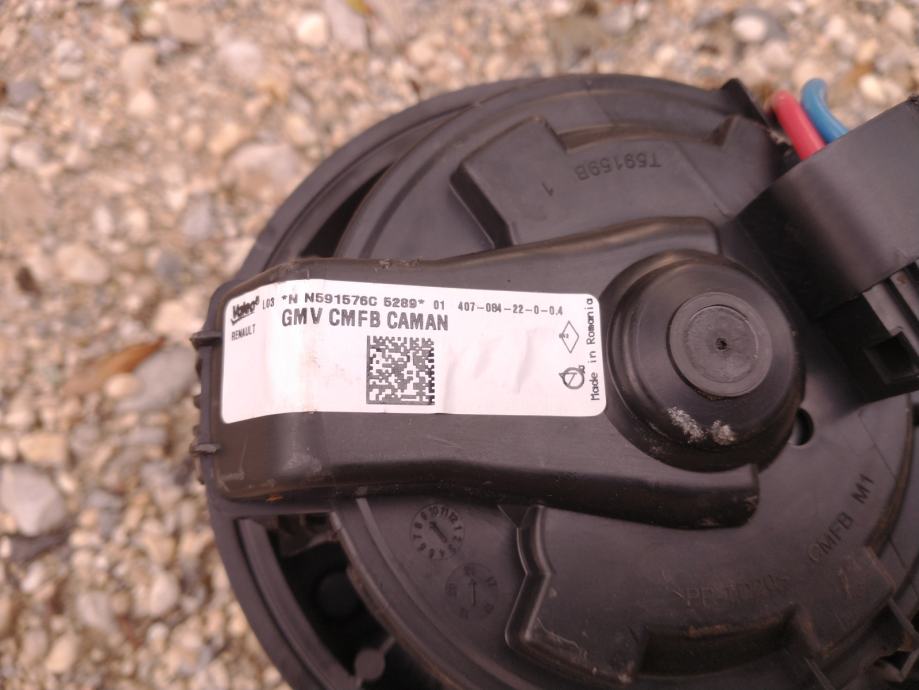 Valeo L03 *N N591576C 5289* 01 407-084-22-0-0.4
RENAULT GMV CMFB CAMAN
Made in Romania
T59159B 1
CMFB M1